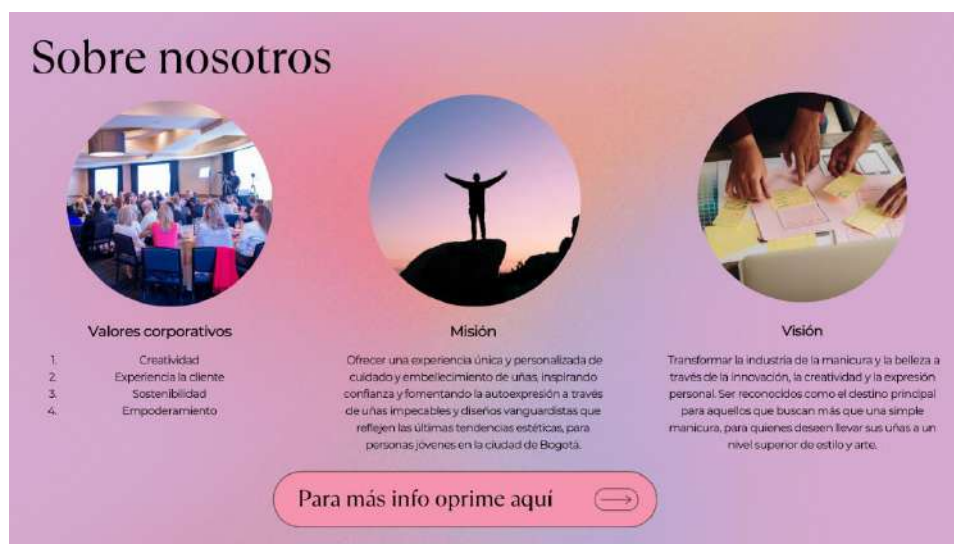 Sobre nosotros
Valores corporativos
1. Creatividad
2. Experiencia la cliente
3. Sostenibilidad
4. Empoderamiento
Misión
Ofrecer una experiencia única y personalizada de
cuidado y embellecimiento de uñas, inspirando
confianza y fomentando la autoexpresión a través
de uñas impecables y diseños vanguardistas que
reflejen las últimas tendencias estéticas, para
personas jóvenes en la ciudad de Bogotá.
Visión
Transformar la industria de la manicura y la belleza a
través de la innovación, la creatividad y la expresión
personal. Ser reconocidos como el destino principal
para aquellos que buscan más que una simple
manicura, para quienes deseen llevar sus uñas a un
nivel superior de estilo y arte.
Para más info oprime aquí